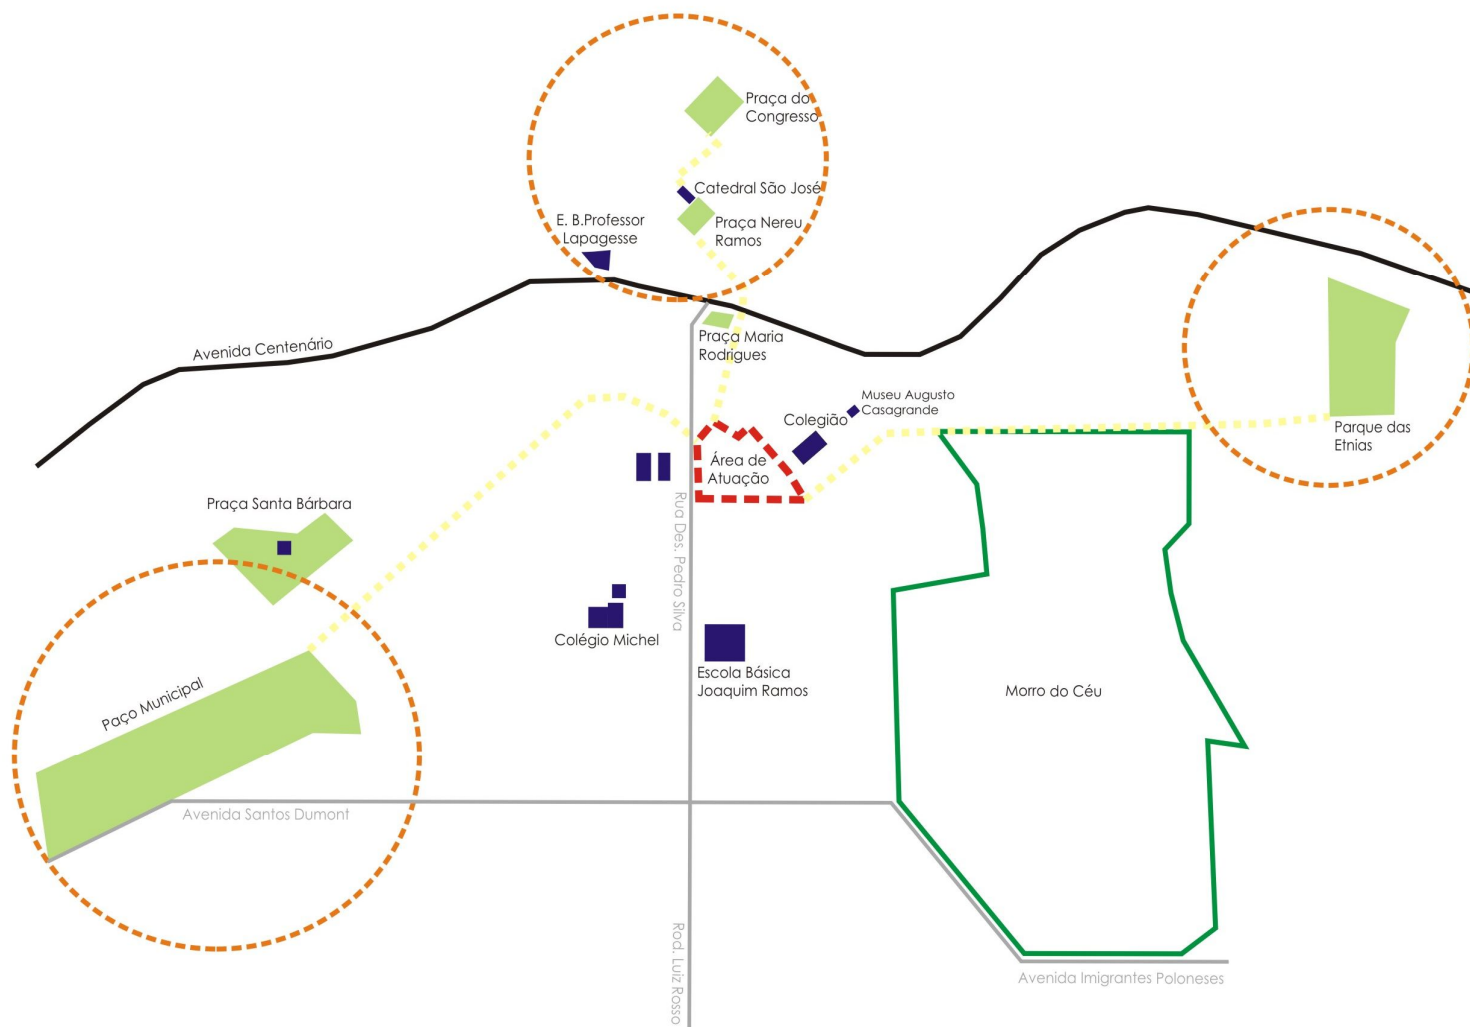 Praça do
Congresso
Catedral São José
E. B.Professor
Lapagesse
Praça Nereu
Ramos
Avenida Centenário
Praça Maria
Rodrigues
Museu Augusto
Casagrande
Colegião
Parque das
Etnias
Área de
Atuação
Praça Santa Bárbara
Rua Des. Pedro Silva
Colégio Michel
Escola Básica
Joaquim Ramos
Morro do Céu
Paço Municipal
Avenida Santos Dumont
Rod. Luiz Rosso
Avenida Imigrantes Poloneses